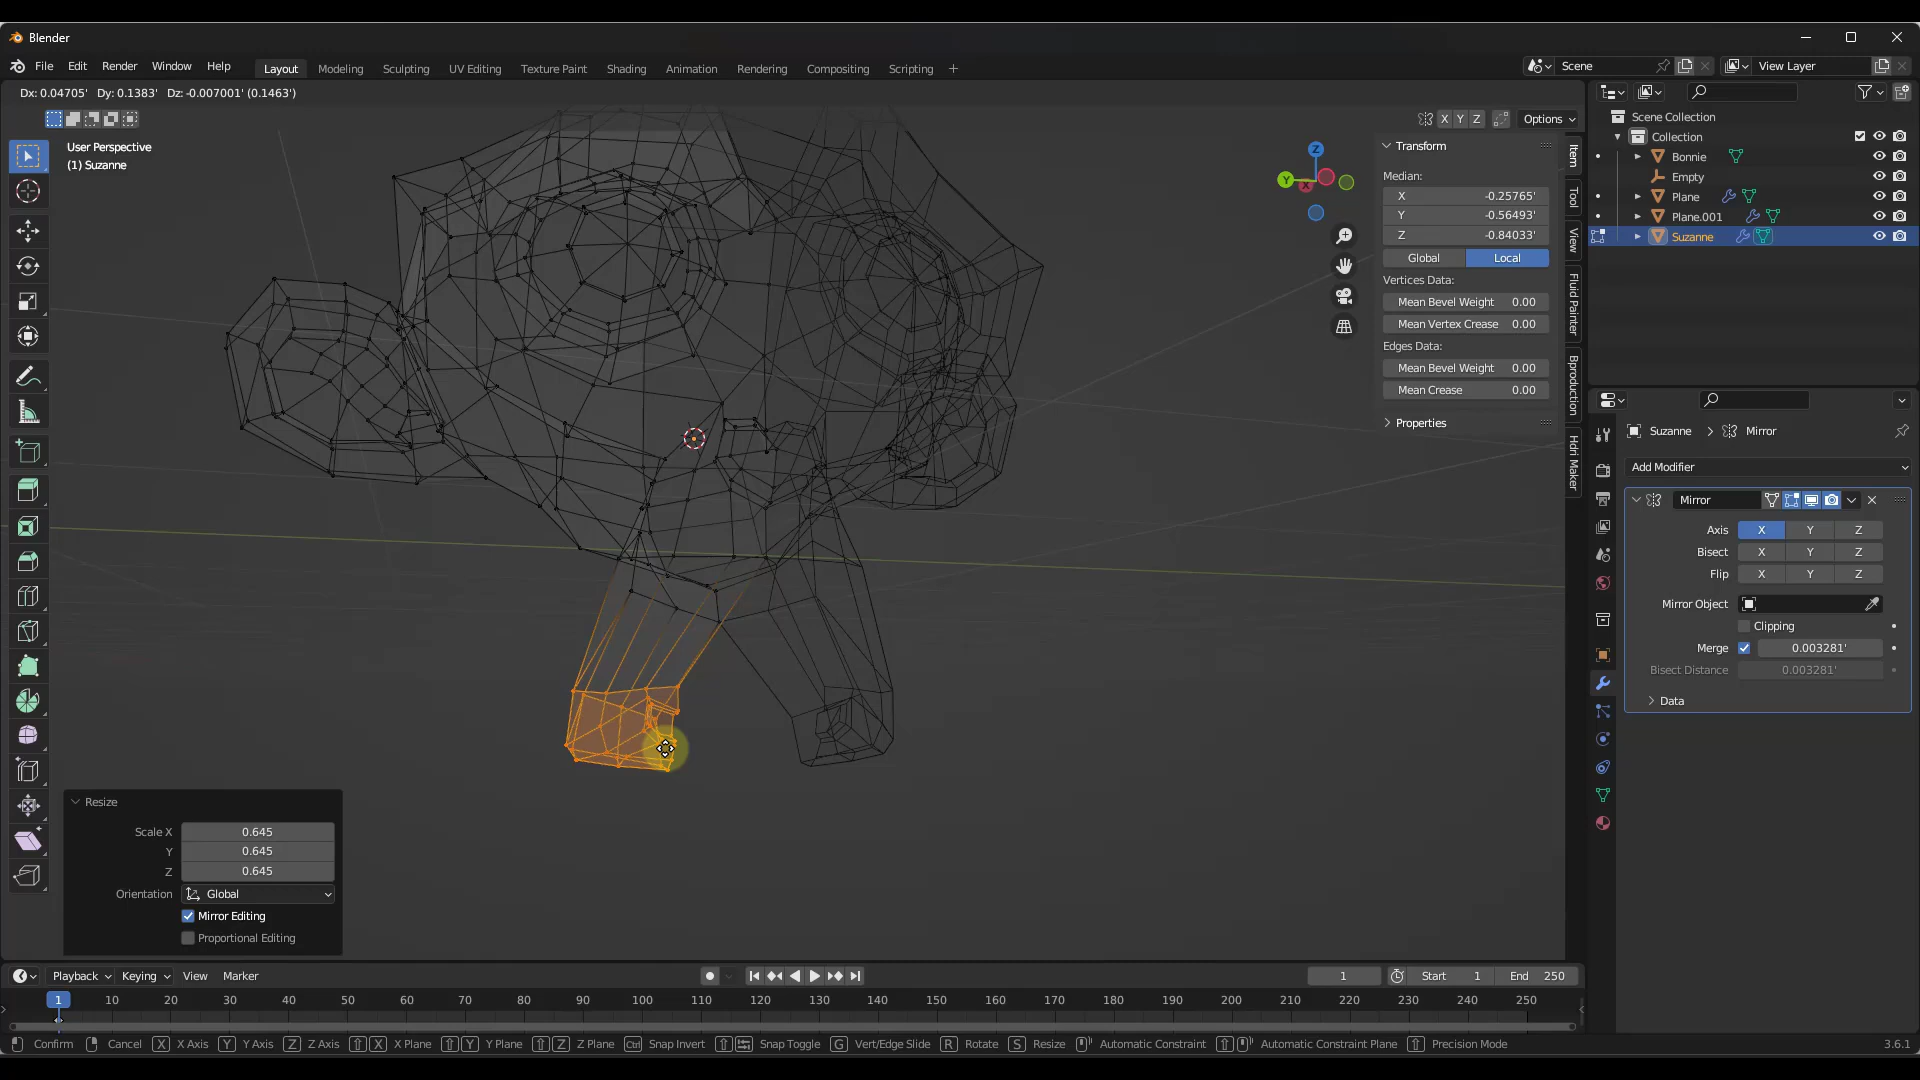 Blender
File Edit Render Window Help
Layout Modeling Sculpting UV Editing Texture Paint Shading Animation Rendering Compositing Scripting +
Scene
View Layer
Dx: 0.04705' Dy: 0.1383' Dz: -0.007001' (0.1463')
X Y Z
Options
User Perspective
(1) Suzanne
Z
Y
X
Transform
Median:
X -0.25765'
Y -0.56493'
Z -0.84033'
Global Local
Vertices Data:
Mean Bevel Weight 0.00
Mean Vertex Crease 0.00
Edges Data:
Mean Bevel Weight 0.00
Mean Crease 0.00
Properties
Item
Tool
View
Fluid Painter
Bproduction
Hdri Maker
Scene Collection
Collection
Bonnie
Empty
Plane
Plane.001
Suzanne
Suzanne > Mirror
Add Modifier
Mirror
Axis X Y Z
Bisect X Y Z
Flip X Y Z
Mirror Object
Clipping
Merge 0.003281'
Bisect Distance 0.003281'
Data
Resize
Scale X 0.645
Y 0.645
Z 0.645
Orientation Global
Mirror Editing
Proportional Editing
Playback Keying View Marker
1 Start 1 End 250
1 10 20 30 40 50 60 70 80 90 100 110 120 130 140 150 160 170 180 190 200 210 220 230 240 250
Confirm Cancel X X Axis Y Y Axis Z Z Axis X X Plane Y Y Plane Z Z Plane Ctrl Snap Invert Snap Toggle G Vert/Edge Slide R Rotate S Resize Automatic Constraint Automatic Constraint Plane Precision Mode 3.6.1